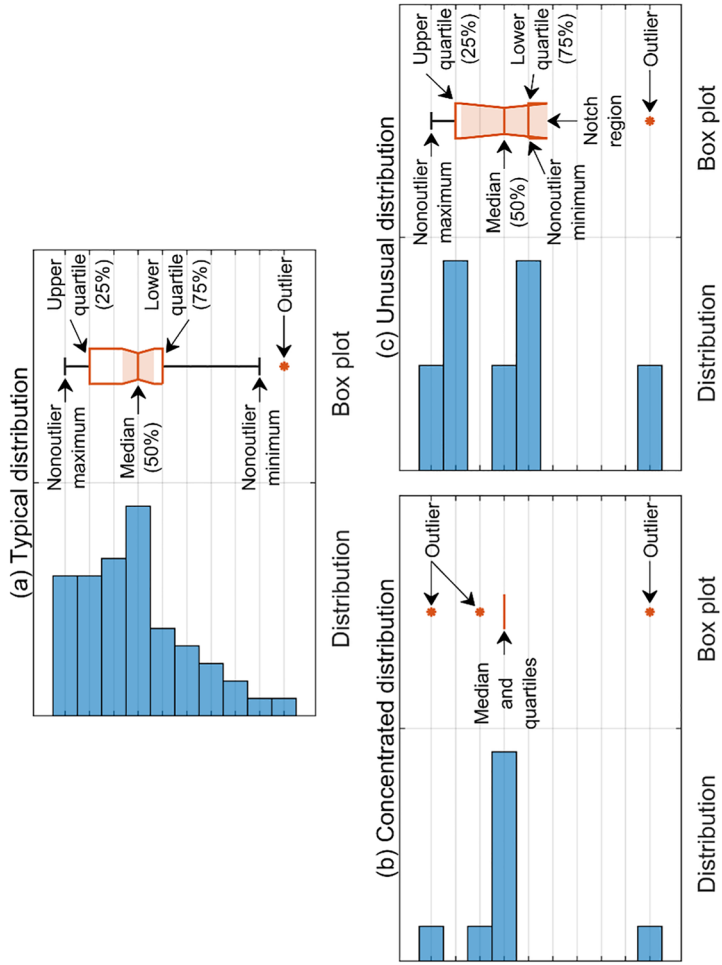 (a) Typical distribution
Nonoutlier
maximum
Upper
quartile
(25%)
Median
(50%)
Lower
quartile
(75%)
Nonoutlier
minimum
Outlier
Distribution
Box plot
(b) Concentrated distribution
Outlier
Median
and
quartiles
Outlier
Distribution
Box plot
(c) Unusual distribution
Nonoutlier
maximum
Upper
quartile
(25%)
Median
(50%)
Lower
quartile
(75%)
Nonoutlier
minimum
Notch
region
Outlier
Distribution
Box plot